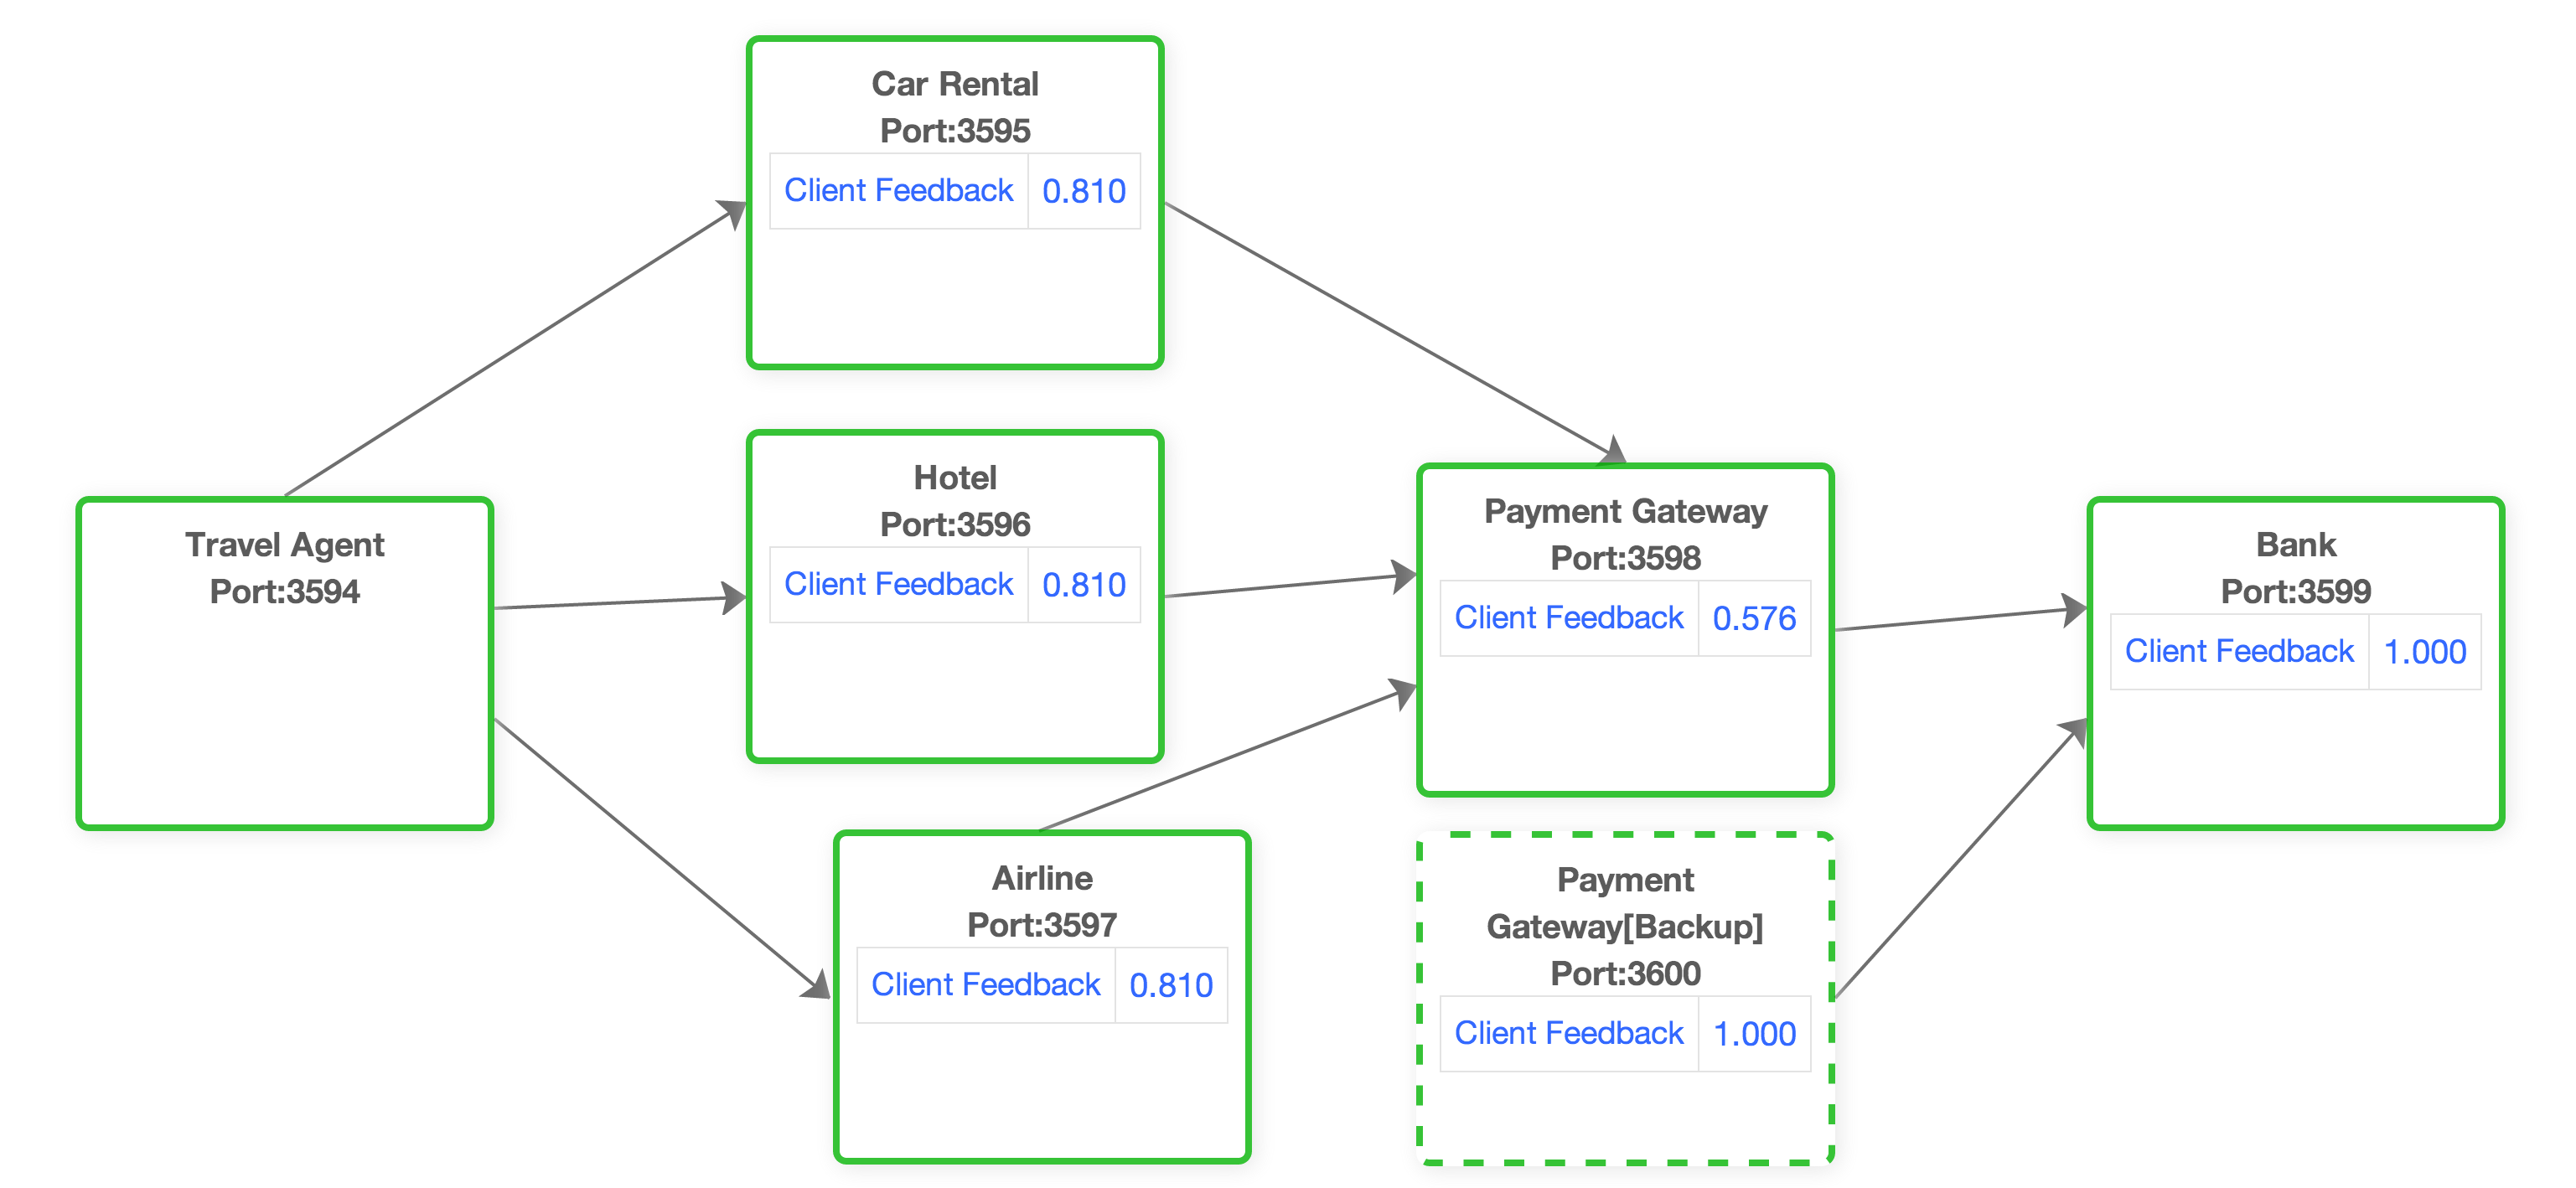 Car Rental
Port:3595
Client Feedback 0.810
Hotel
Port:3596
Client Feedback 0.810
Travel Agent
Port:3594
Payment Gateway
Port:3598
Client Feedback 0.576
Bank
Port:3599
Client Feedback 1.000
Airline
Port:3597
Client Feedback 0.810
Payment
Gateway[Backup]
Port:3600
Client Feedback 1.000